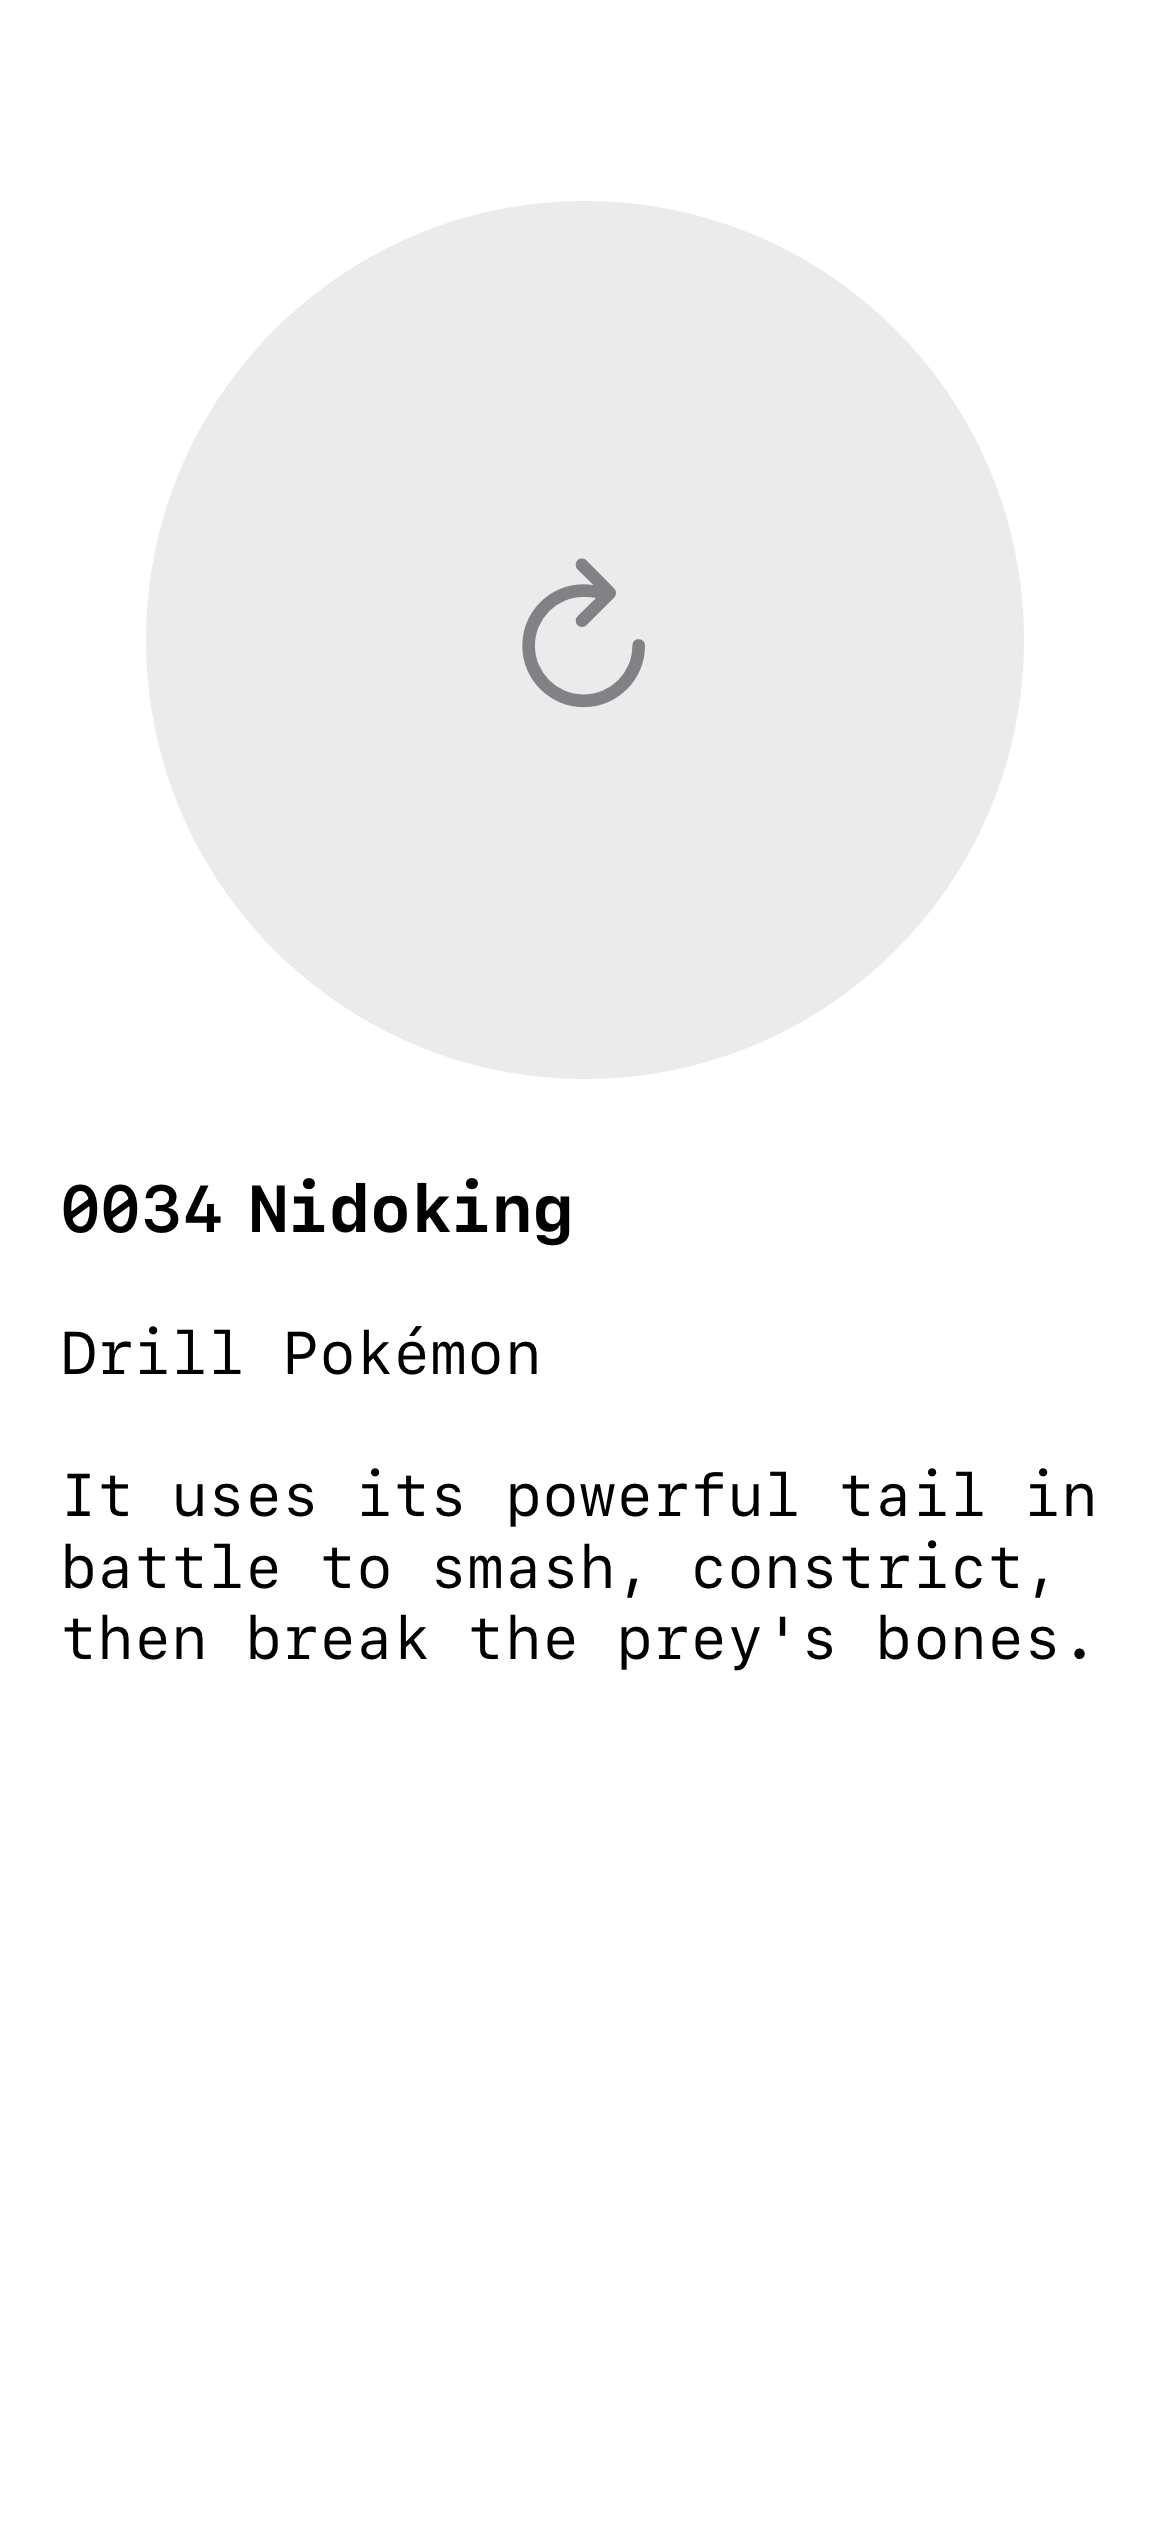 0034 Nidoking
Drill Pokémon
It uses its powerful tail in
battle to smash, constrict,
then break the prey's bones.